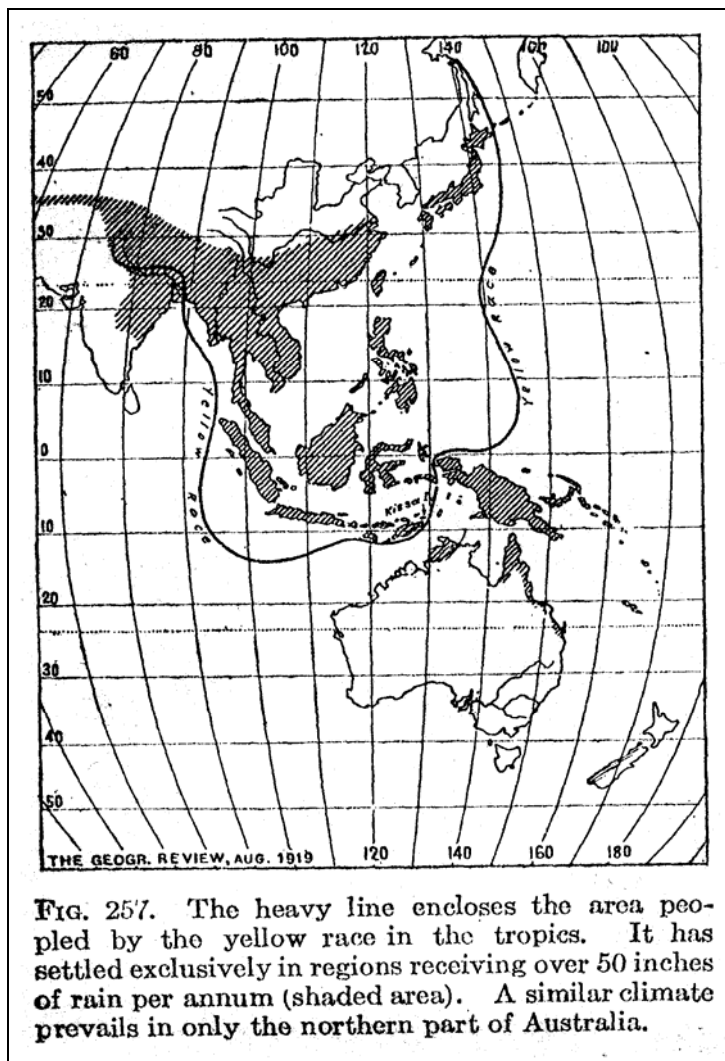 60 80 100 120 140 160 180
50
40
30
20
10
0
10
20
30
40
50
Yellow Race
Yellow Race
Kissa I.
THE GEOGR. REVIEW, AUG. 1919 120 140 160 180
FIG. 257. The heavy line encloses the area peo-
pled by the yellow race in the tropics. It has
settled exclusively in regions receiving over 50 inches
of rain per annum (shaded area). A similar climate
prevails in only the northern part of Australia.